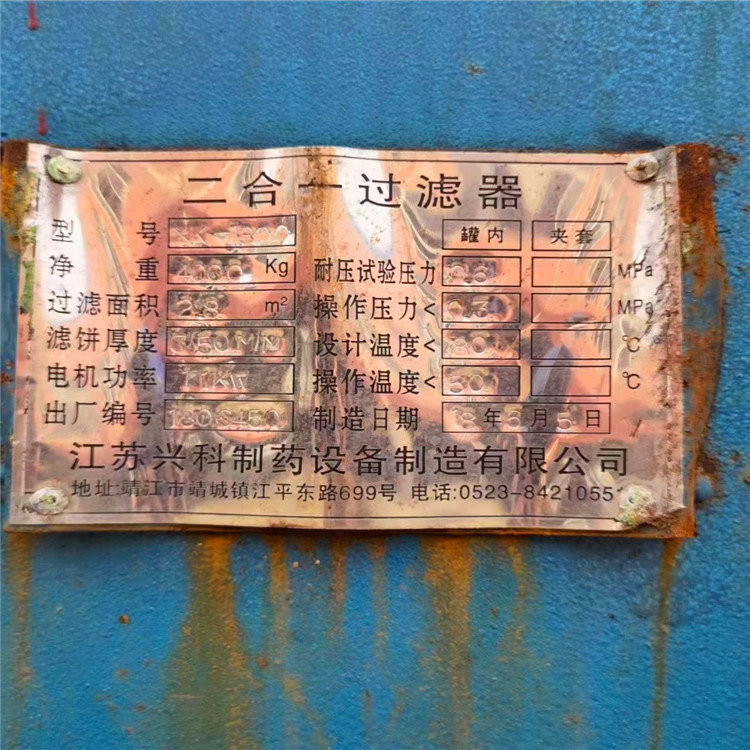 二合一过滤器
型号 罐内 夹套
净重 Kg 耐压试验压力 MPa
过滤面积 m² 操作压力< MPa
滤饼厚度 设计温度< ℃
电机功率 11KW 操作温度< ℃
出厂编号 制造日期 年 月 5 日
江苏兴科制药设备制造有限公司
地址:靖江市靖城镇江平东路699号 电话:0523-8421055